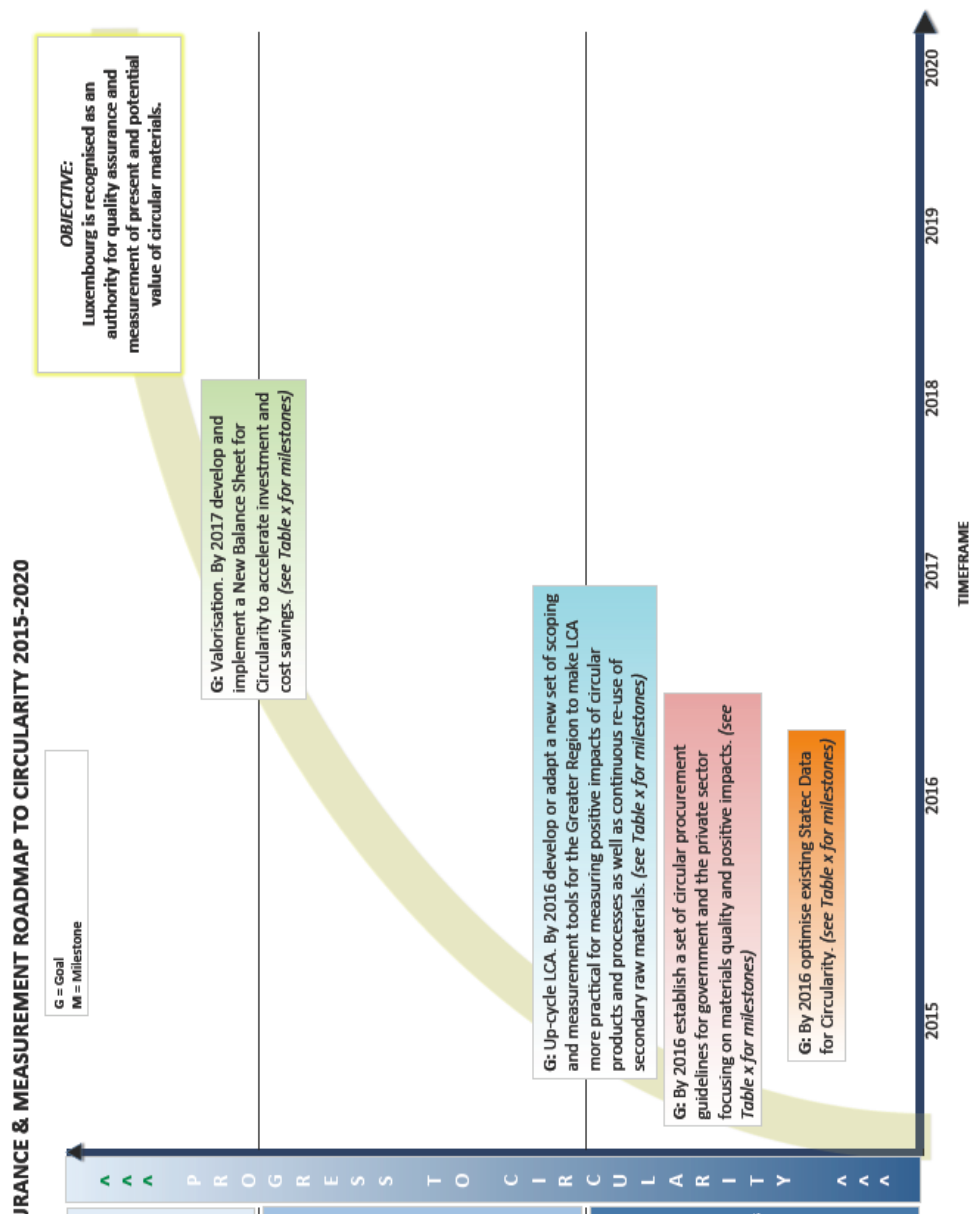 URANCE & MEASUREMENT ROADMAP TO CIRCULARITY 2015-2020
G = Goal
M = Milestone
OBJECTIVE:
Luxembourg is recognised as an
authority for quality assurance and
measurement of present and potential
value of circular materials.
G: Valorisation. By 2017 develop and
implement a New Balance Sheet for
Circularity to accelerate investment and
cost savings. (see Table x for milestones)
G: Up-cycle LCA. By 2016 develop or adapt a new set of scoping
and measurement tools for the Greater Region to make LCA
more practical for measuring positive impacts of circular
products and processes as well as continuous re-use of
secondary raw materials. (see Table x for milestones)
G: By 2016 establish a set of circular procurement
guidelines for government and the private sector
focusing on materials quality and positive impacts. (see
Table x for milestones)
G: By 2016 optimise existing Statec Data
for Circularity. (see Table x for milestones)
< < < PROGRESS TO CIRCULARITY < < <
2015 2016 2017 2018 2019 2020
TIMEFRAME